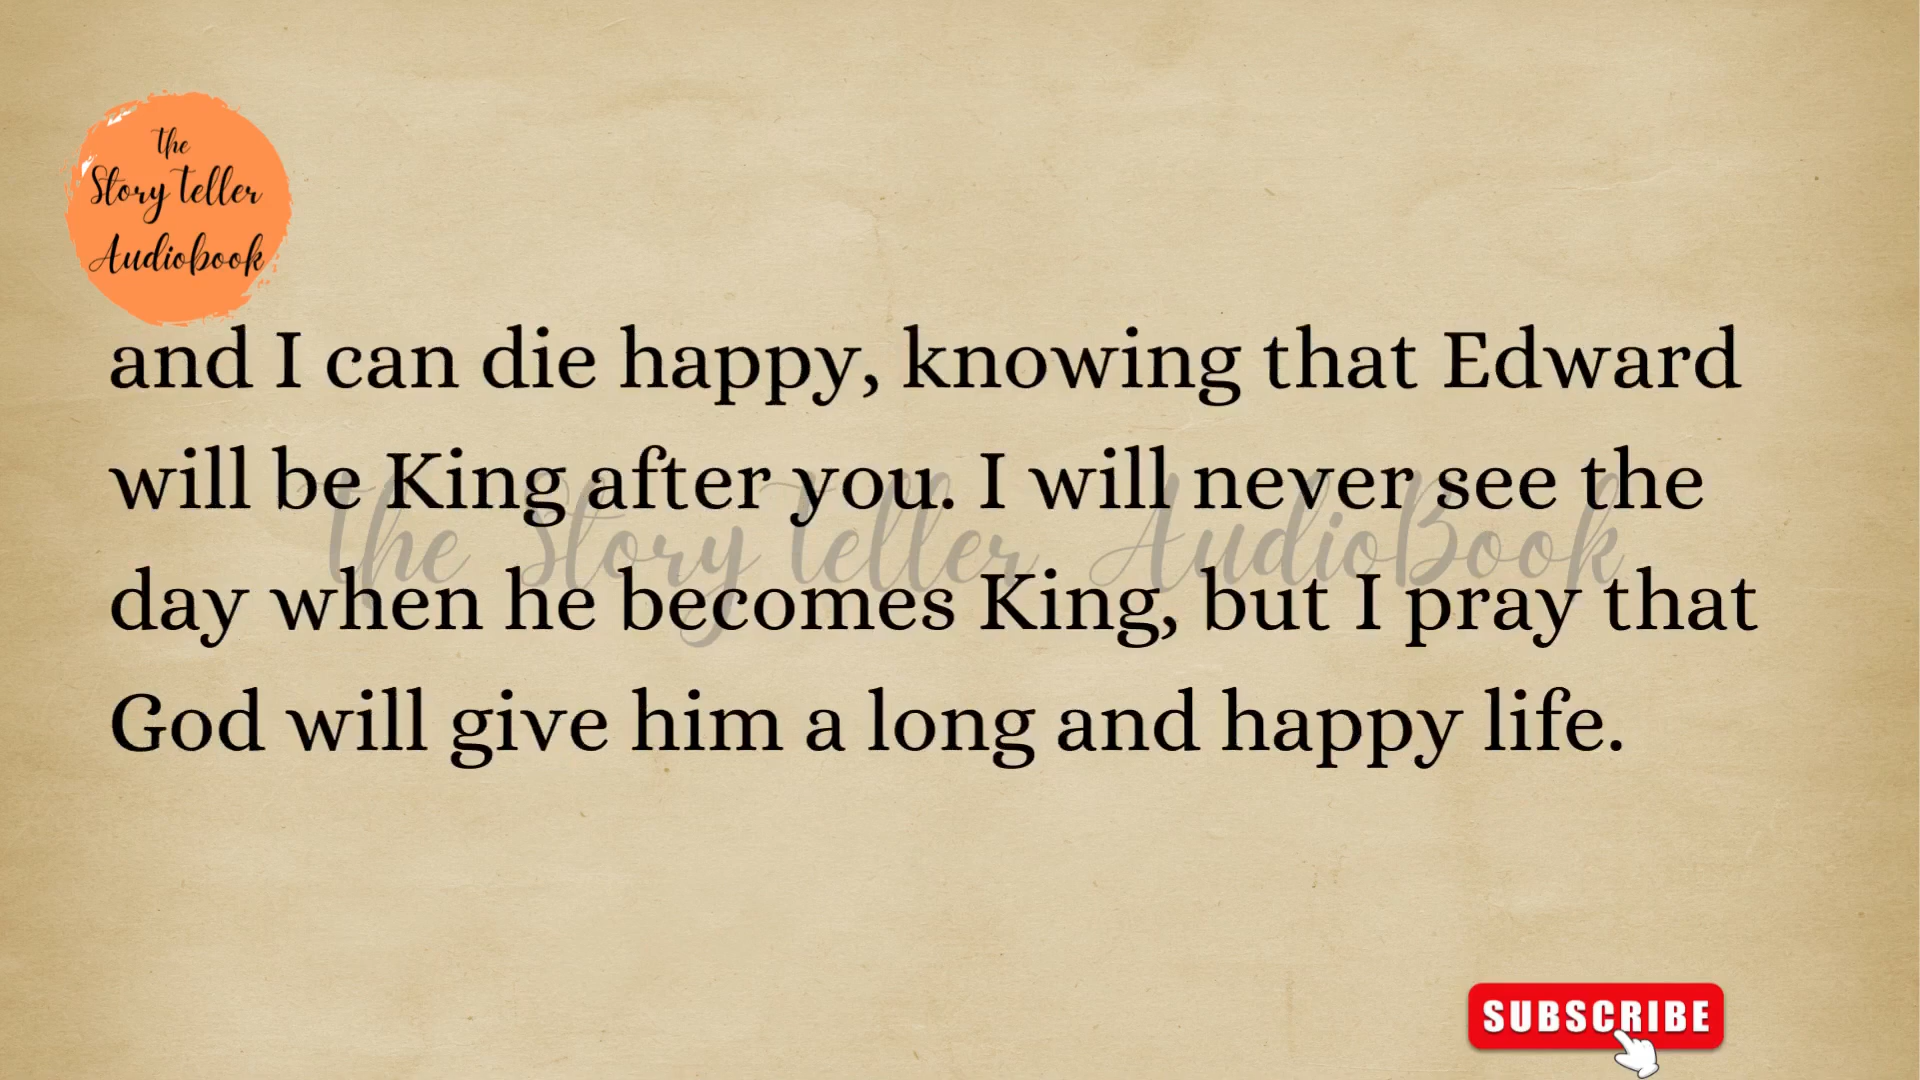 the
Story Teller
Audiobook
and I can die happy, knowing that Edward
will be King after you. I will never see the
The Story Teller AudioBook
day when he becomes King, but I pray that
God will give him a long and happy life.
SUBSCRIBE